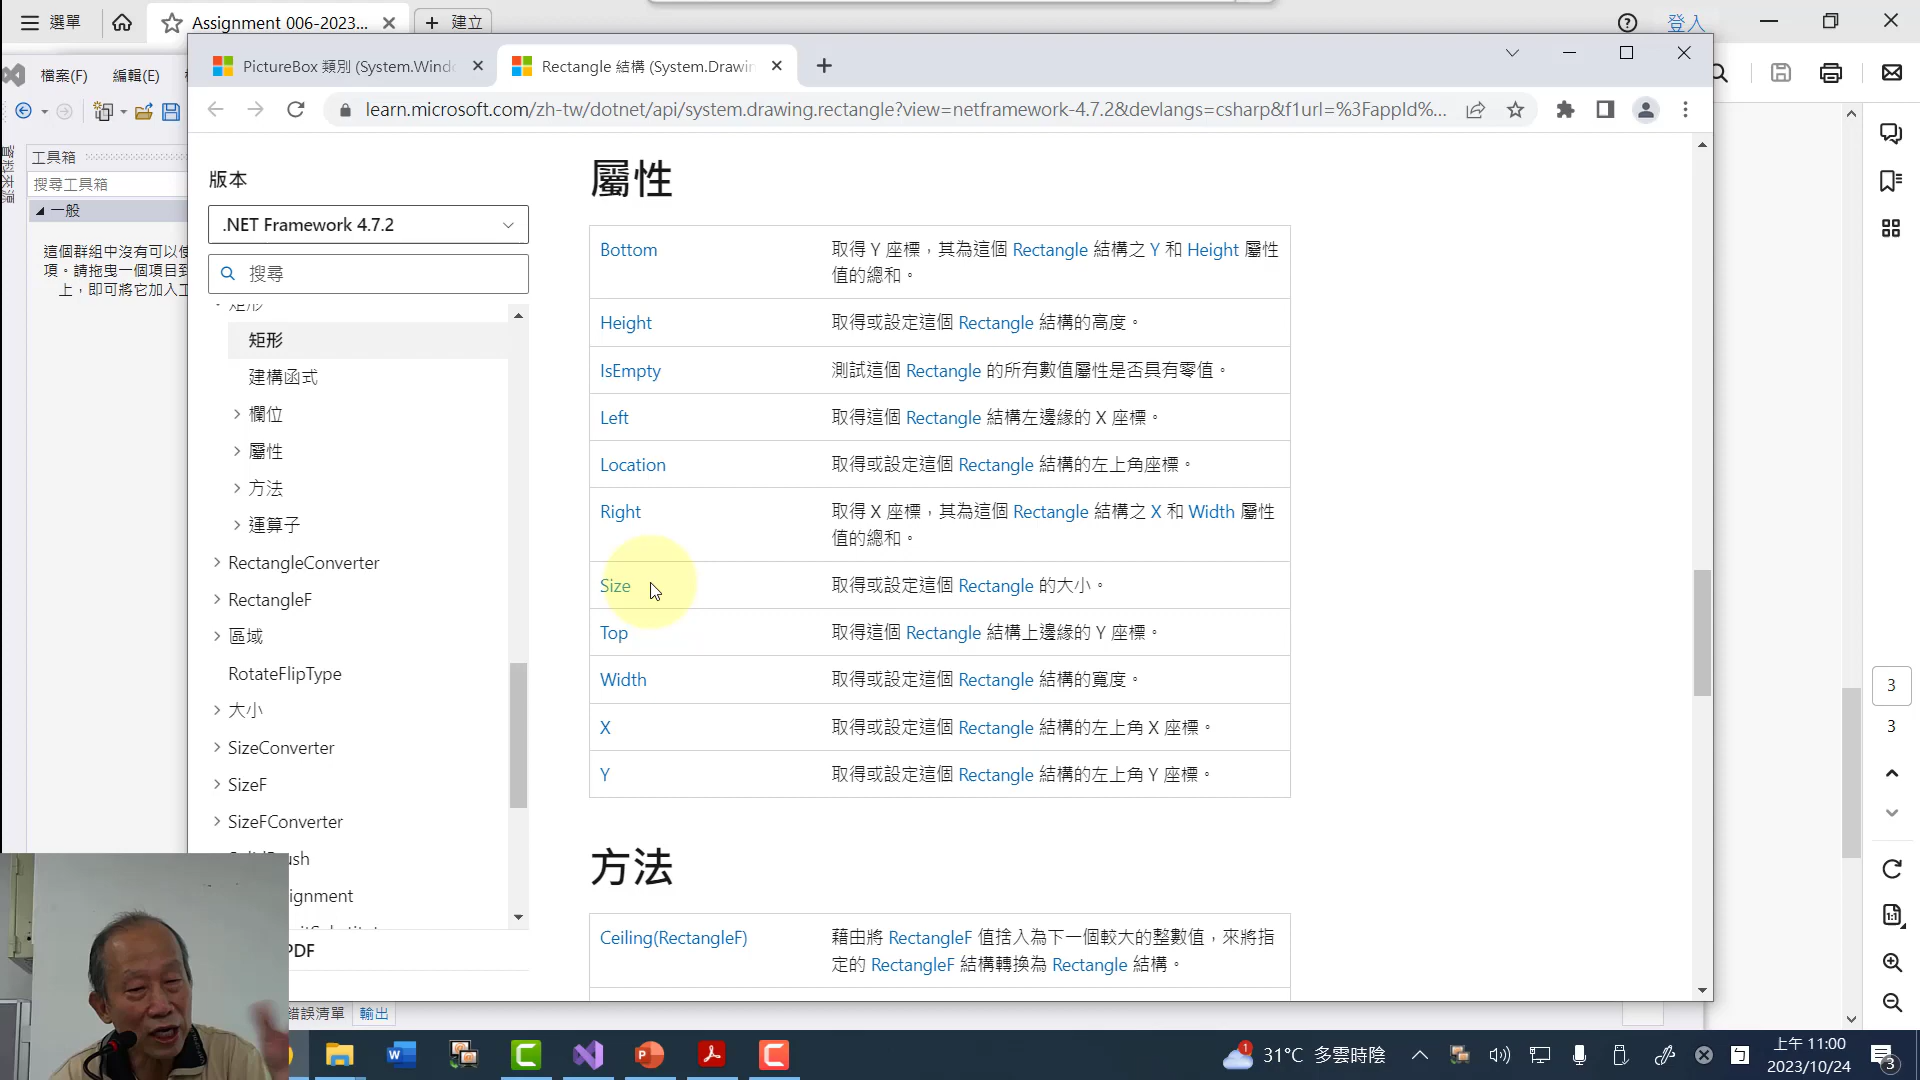 選單
Assignment 006-2023...
建立
登入
PictureBox 類別 (System.Windo
Rectangle 結構 (System.Drawin
檔案(F)
編輯(E)
learn.microsoft.com/zh-tw/dotnet/api/system.drawing.rectangle?view=netframework-4.7.2&devlangs=csharp&f1url=%3FappId%...
工具箱
搜尋工具箱
一般
這個群組中沒有可以使
項。請拖曳一個項目到
上，即可將它加入工
版本
.NET Framework 4.7.2
搜尋
矩形
矩形
建構函式
欄位
屬性
方法
運算子
RectangleConverter
RectangleF
區域
RotateFlipType
大小
SizeConverter
SizeF
SizeFConverter
ush
ignment
PDF
屬性
Bottom 取得 Y 座標，其為這個 Rectangle 結構之 Y 和 Height 屬性
值的總和。
Height 取得或設定這個 Rectangle 結構的高度。
IsEmpty 測試這個 Rectangle 的所有數值屬性是否具有零值。
Left 取得這個 Rectangle 結構左邊緣的 X 座標。
Location 取得或設定這個 Rectangle 結構的左上角座標。
Right 取得 X 座標，其為這個 Rectangle 結構之 X 和 Width 屬性
值的總和。
Size 取得或設定這個 Rectangle 的大小。
Top 取得這個 Rectangle 結構上邊緣的 Y 座標。
Width 取得或設定這個 Rectangle 結構的寬度。
X 取得或設定這個 Rectangle 結構的左上角 X 座標。
Y 取得或設定這個 Rectangle 結構的左上角 Y 座標。
方法
Ceiling(RectangleF) 藉由將 RectangleF 值捨入為下一個較大的整數值，來將指
定的 RectangleF 結構轉換為 Rectangle 結構。
3
3
錯誤清單
輸出
31°C 多雲時陰
上午 11:00
2023/10/24
3